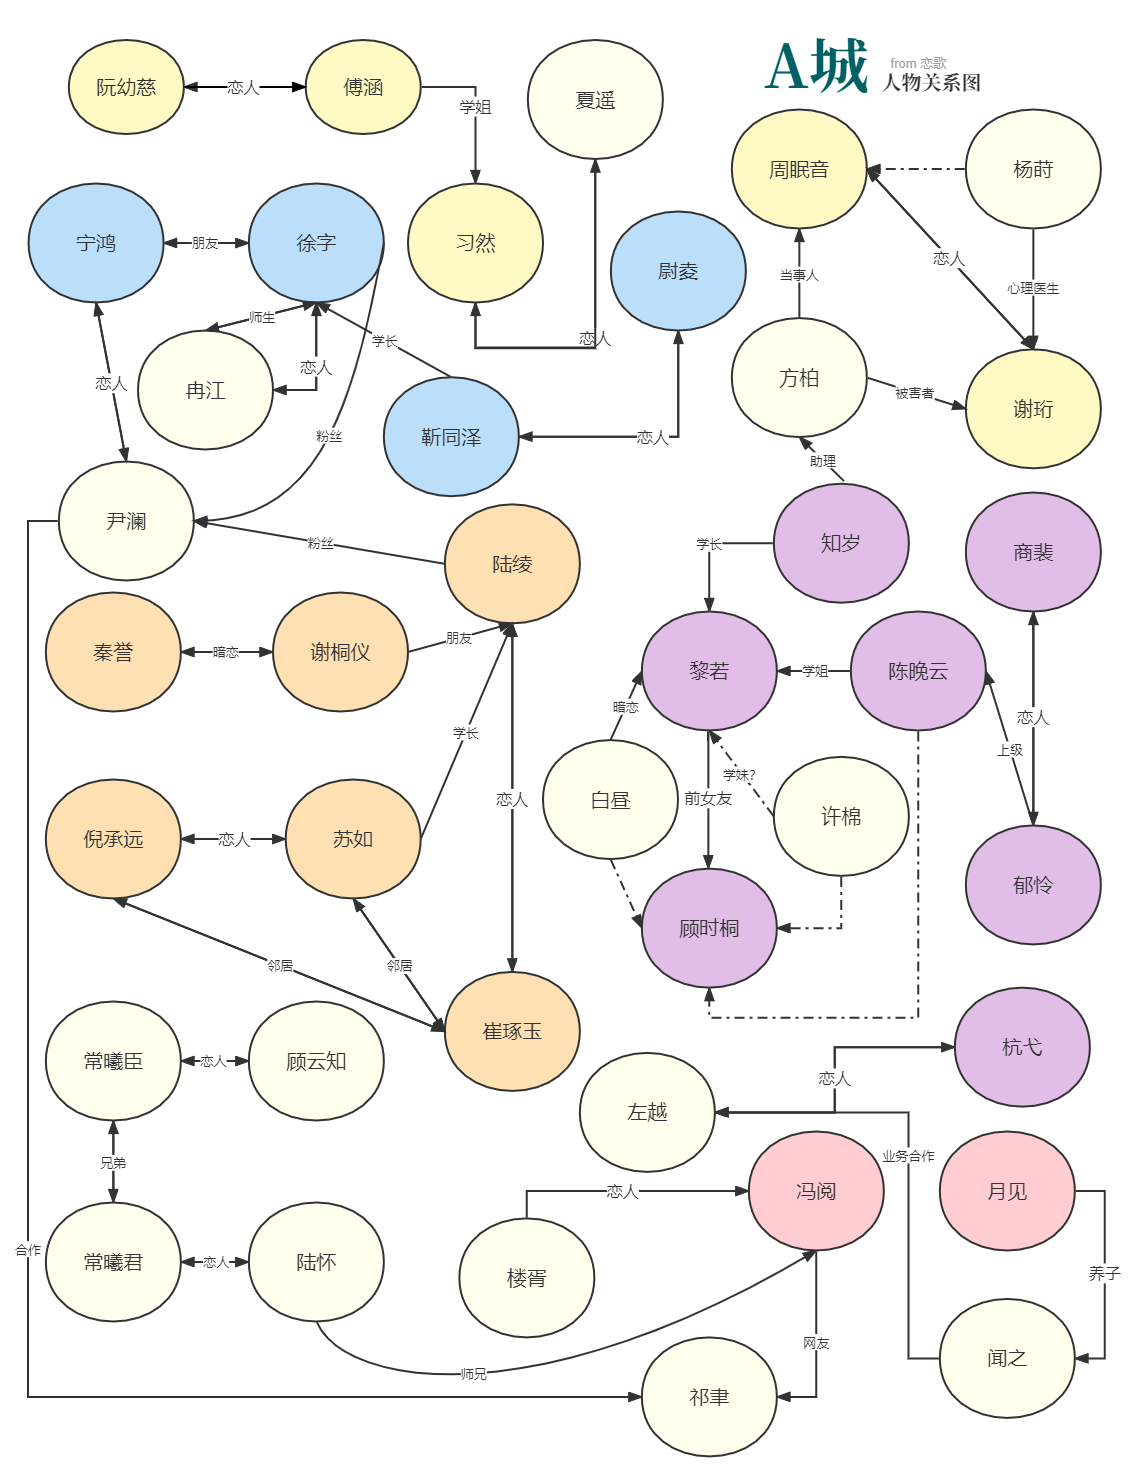 A城
from 恋歌
人物关系图
阮幼慈
恋人
傅涵
学姐
夏遥
周眠音
杨莳
宁鸿
朋友
徐字
习然
尉夌
恋人
当事人
心理医生
师生
恋人
学长
恋人
恋人
冉江
方柏
被害者
谢珩
粉丝
靳同泽
恋人
助理
尹澜
粉丝
陆绫
学长
知岁
商裴
秦誉
暗恋
谢桐仪
朋友
黎若
学姐
陈晚云
暗恋
恋人
学长
上级
学妹?
倪承远
恋人
苏如
恋人
白昼
前女友
许棉
郁怜
顾时桐
邻居
邻居
崔琢玉
杭弋
常曦臣
恋人
顾云知
恋人
左越
兄弟
业务合作
冯阅
月见
恋人
合作
常曦君
恋人
陆怀
楼胥
养子
网友
师兄
闻之
祁聿